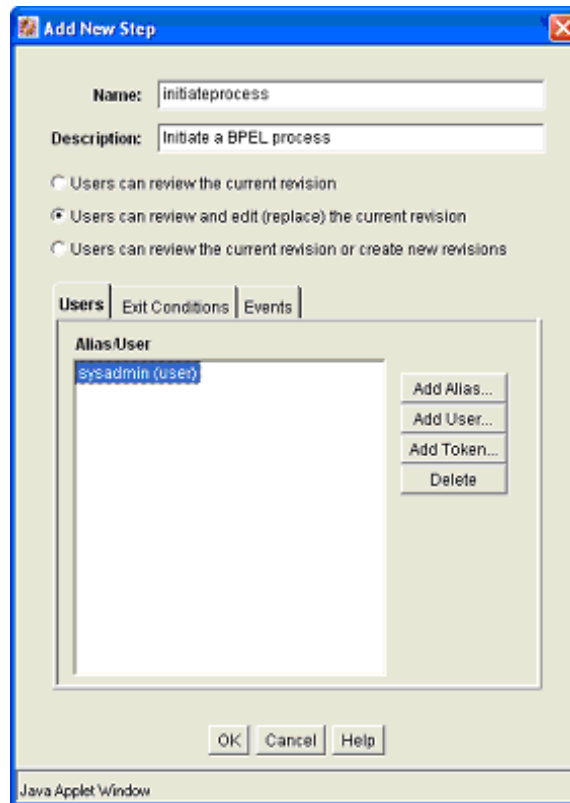 Add New Step
Name: initiateprocess
Description: Initiate a BPEL process
Users can review the current revision
Users can review and edit (replace) the current revision
Users can review the current revision or create new revisions
Users Exit Conditions Events
Alias/User
sysadmin (user)
Add Alias...
Add User...
Add Token...
Delete
OK Cancel Help
Java Applet Window